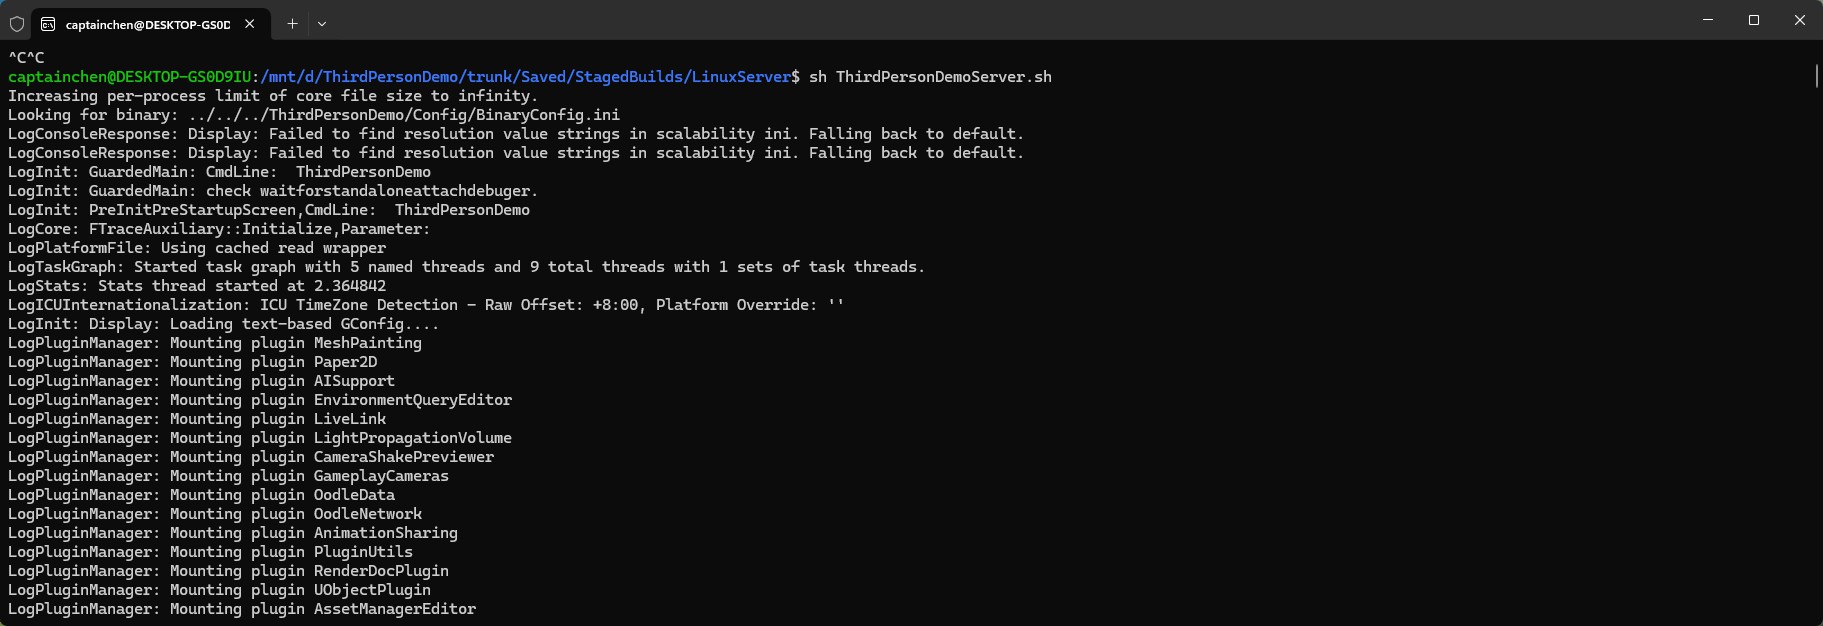 captainchen@DESKTOP-GS0D
^C^C
captainchen@DESKTOP-GS0D9IU:/mnt/d/ThirdPersonDemo/trunk/Saved/StagedBuilds/LinuxServer$ sh ThirdPersonDemoServer.sh
Increasing per-process limit of core file size to infinity.
Looking for binary: ../../../ThirdPersonDemo/Config/BinaryConfig.ini
LogConsoleResponse: Display: Failed to find resolution value strings in scalability ini. Falling back to default.
LogConsoleResponse: Display: Failed to find resolution value strings in scalability ini. Falling back to default.
LogInit: GuardedMain: CmdLine:  ThirdPersonDemo
LogInit: GuardedMain: check waitforstandaloneattachdebuger.
LogInit: PreInitPreStartupScreen,CmdLine:  ThirdPersonDemo
LogCore: FTraceAuxiliary::Initialize,Parameter:
LogPlatformFile: Using cached read wrapper
LogTaskGraph: Started task graph with 5 named threads and 9 total threads with 1 sets of task threads.
LogStats: Stats thread started at 2.364842
LogICUInternationalization: ICU TimeZone Detection - Raw Offset: +8:00, Platform Override: ''
LogInit: Display: Loading text-based GConfig....
LogPluginManager: Mounting plugin MeshPainting
LogPluginManager: Mounting plugin Paper2D
LogPluginManager: Mounting plugin AISupport
LogPluginManager: Mounting plugin EnvironmentQueryEditor
LogPluginManager: Mounting plugin LiveLink
LogPluginManager: Mounting plugin LightPropagationVolume
LogPluginManager: Mounting plugin CameraShakePreviewer
LogPluginManager: Mounting plugin GameplayCameras
LogPluginManager: Mounting plugin OodleData
LogPluginManager: Mounting plugin OodleNetwork
LogPluginManager: Mounting plugin AnimationSharing
LogPluginManager: Mounting plugin PluginUtils
LogPluginManager: Mounting plugin RenderDocPlugin
LogPluginManager: Mounting plugin UObjectPlugin
LogPluginManager: Mounting plugin AssetManagerEditor